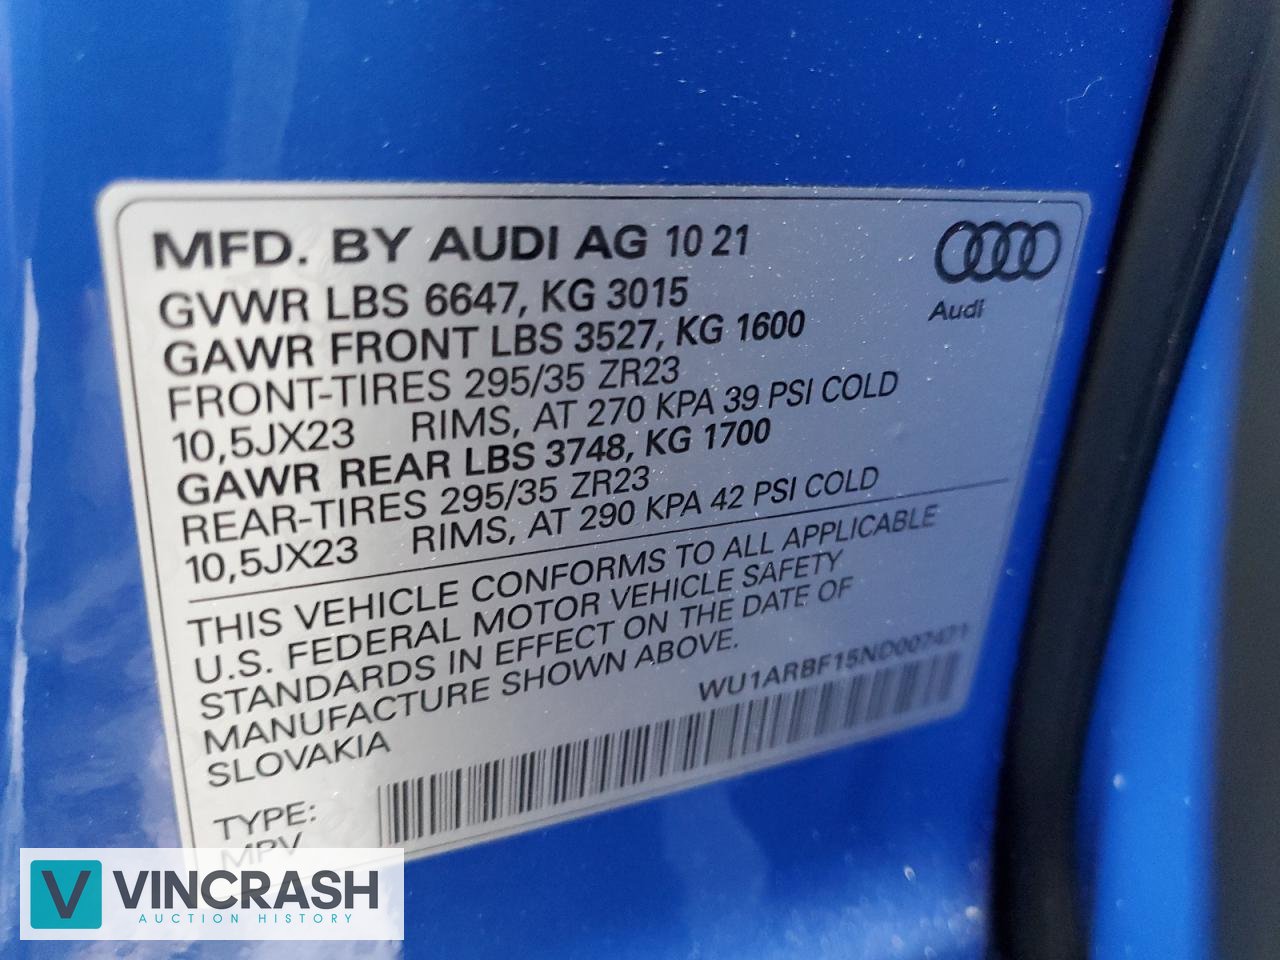 MFD. BY AUDI AG 10 21
GVWR LBS 6647, KG 3015
GAWR FRONT LBS 3527, KG 1600
FRONT-TIRES 295/35 ZR23
10,5JX23 RIMS, AT 270 KPA 39 PSI COLD
GAWR REAR LBS 3748, KG 1700
REAR-TIRES 295/35 ZR23
10,5JX23 RIMS, AT 290 KPA 42 PSI COLD
Audi
THIS VEHICLE CONFORMS TO ALL APPLICABLE
U.S. FEDERAL MOTOR VEHICLE SAFETY
STANDARDS IN EFFECT ON THE DATE OF
MANUFACTURE SHOWN ABOVE.
SLOVAKIA
WU1ARBF15ND007471
TYPE:
MPV
V VINCRASH
AUCTION HISTORY